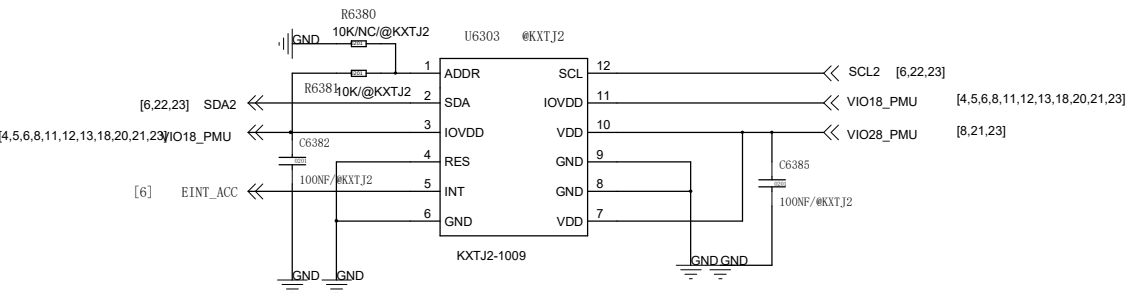 R6380
GND 10K/NC/@KXTJ2
U6303 @KXTJ2
1 ADDR SCL 12 SCL2 [6,22,23]
R6381 10K/@KXTJ2
[6,22,23] SDA2 2 SDA IOVDD 11 VIO18_PMU [4,5,6,8,11,12,13,18,20,21,23]
[4,5,6,8,11,12,13,18,20,21,23] VIO18_PMU 3 IOVDD VDD 10 VIO28_PMU [8,21,23]
C6382
4 RES GND 9
C6385
100NF/@KXTJ2
[6] EINT_ACC 5 INT GND 8
100NF/@KXTJ2
6 GND VDD 7
KXTJ2-1009
GND GND
GND GND